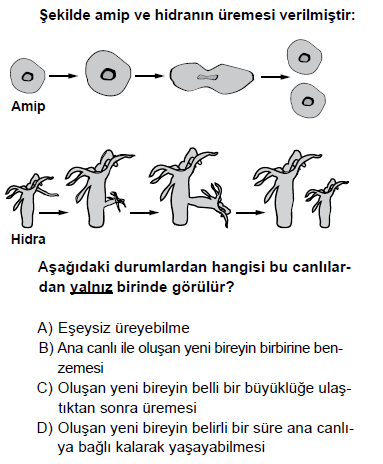 Şekilde amip ve hidranın üremesi verilmiştir:
Amip
Hidra
Aşağıdaki durumlardan hangisi bu canlılar-
dan yalnız birinde görülür?
A) Eşeysiz üreyebilme
B) Ana canlı ile oluşan yeni bireyin birbirine ben-
zemesi
C) Oluşan yeni bireyin belli bir büyüklüğe ulaş-
tıktan sonra üremesi
D) Oluşan yeni bireyin belirli bir süre ana canlı-
ya bağlı kalarak yaşayabilmesi